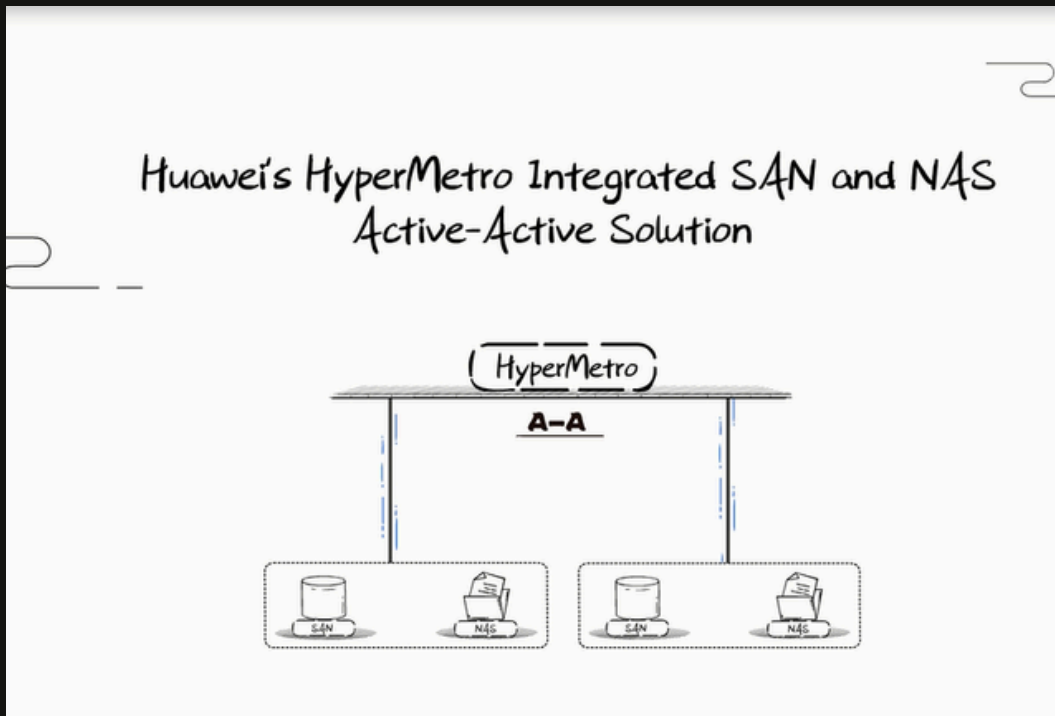 Huawei's HyperMetro Integrated SAN and NAS
Active-Active Solution
HyperMetro
A-A
SAN NAS SAN NAS